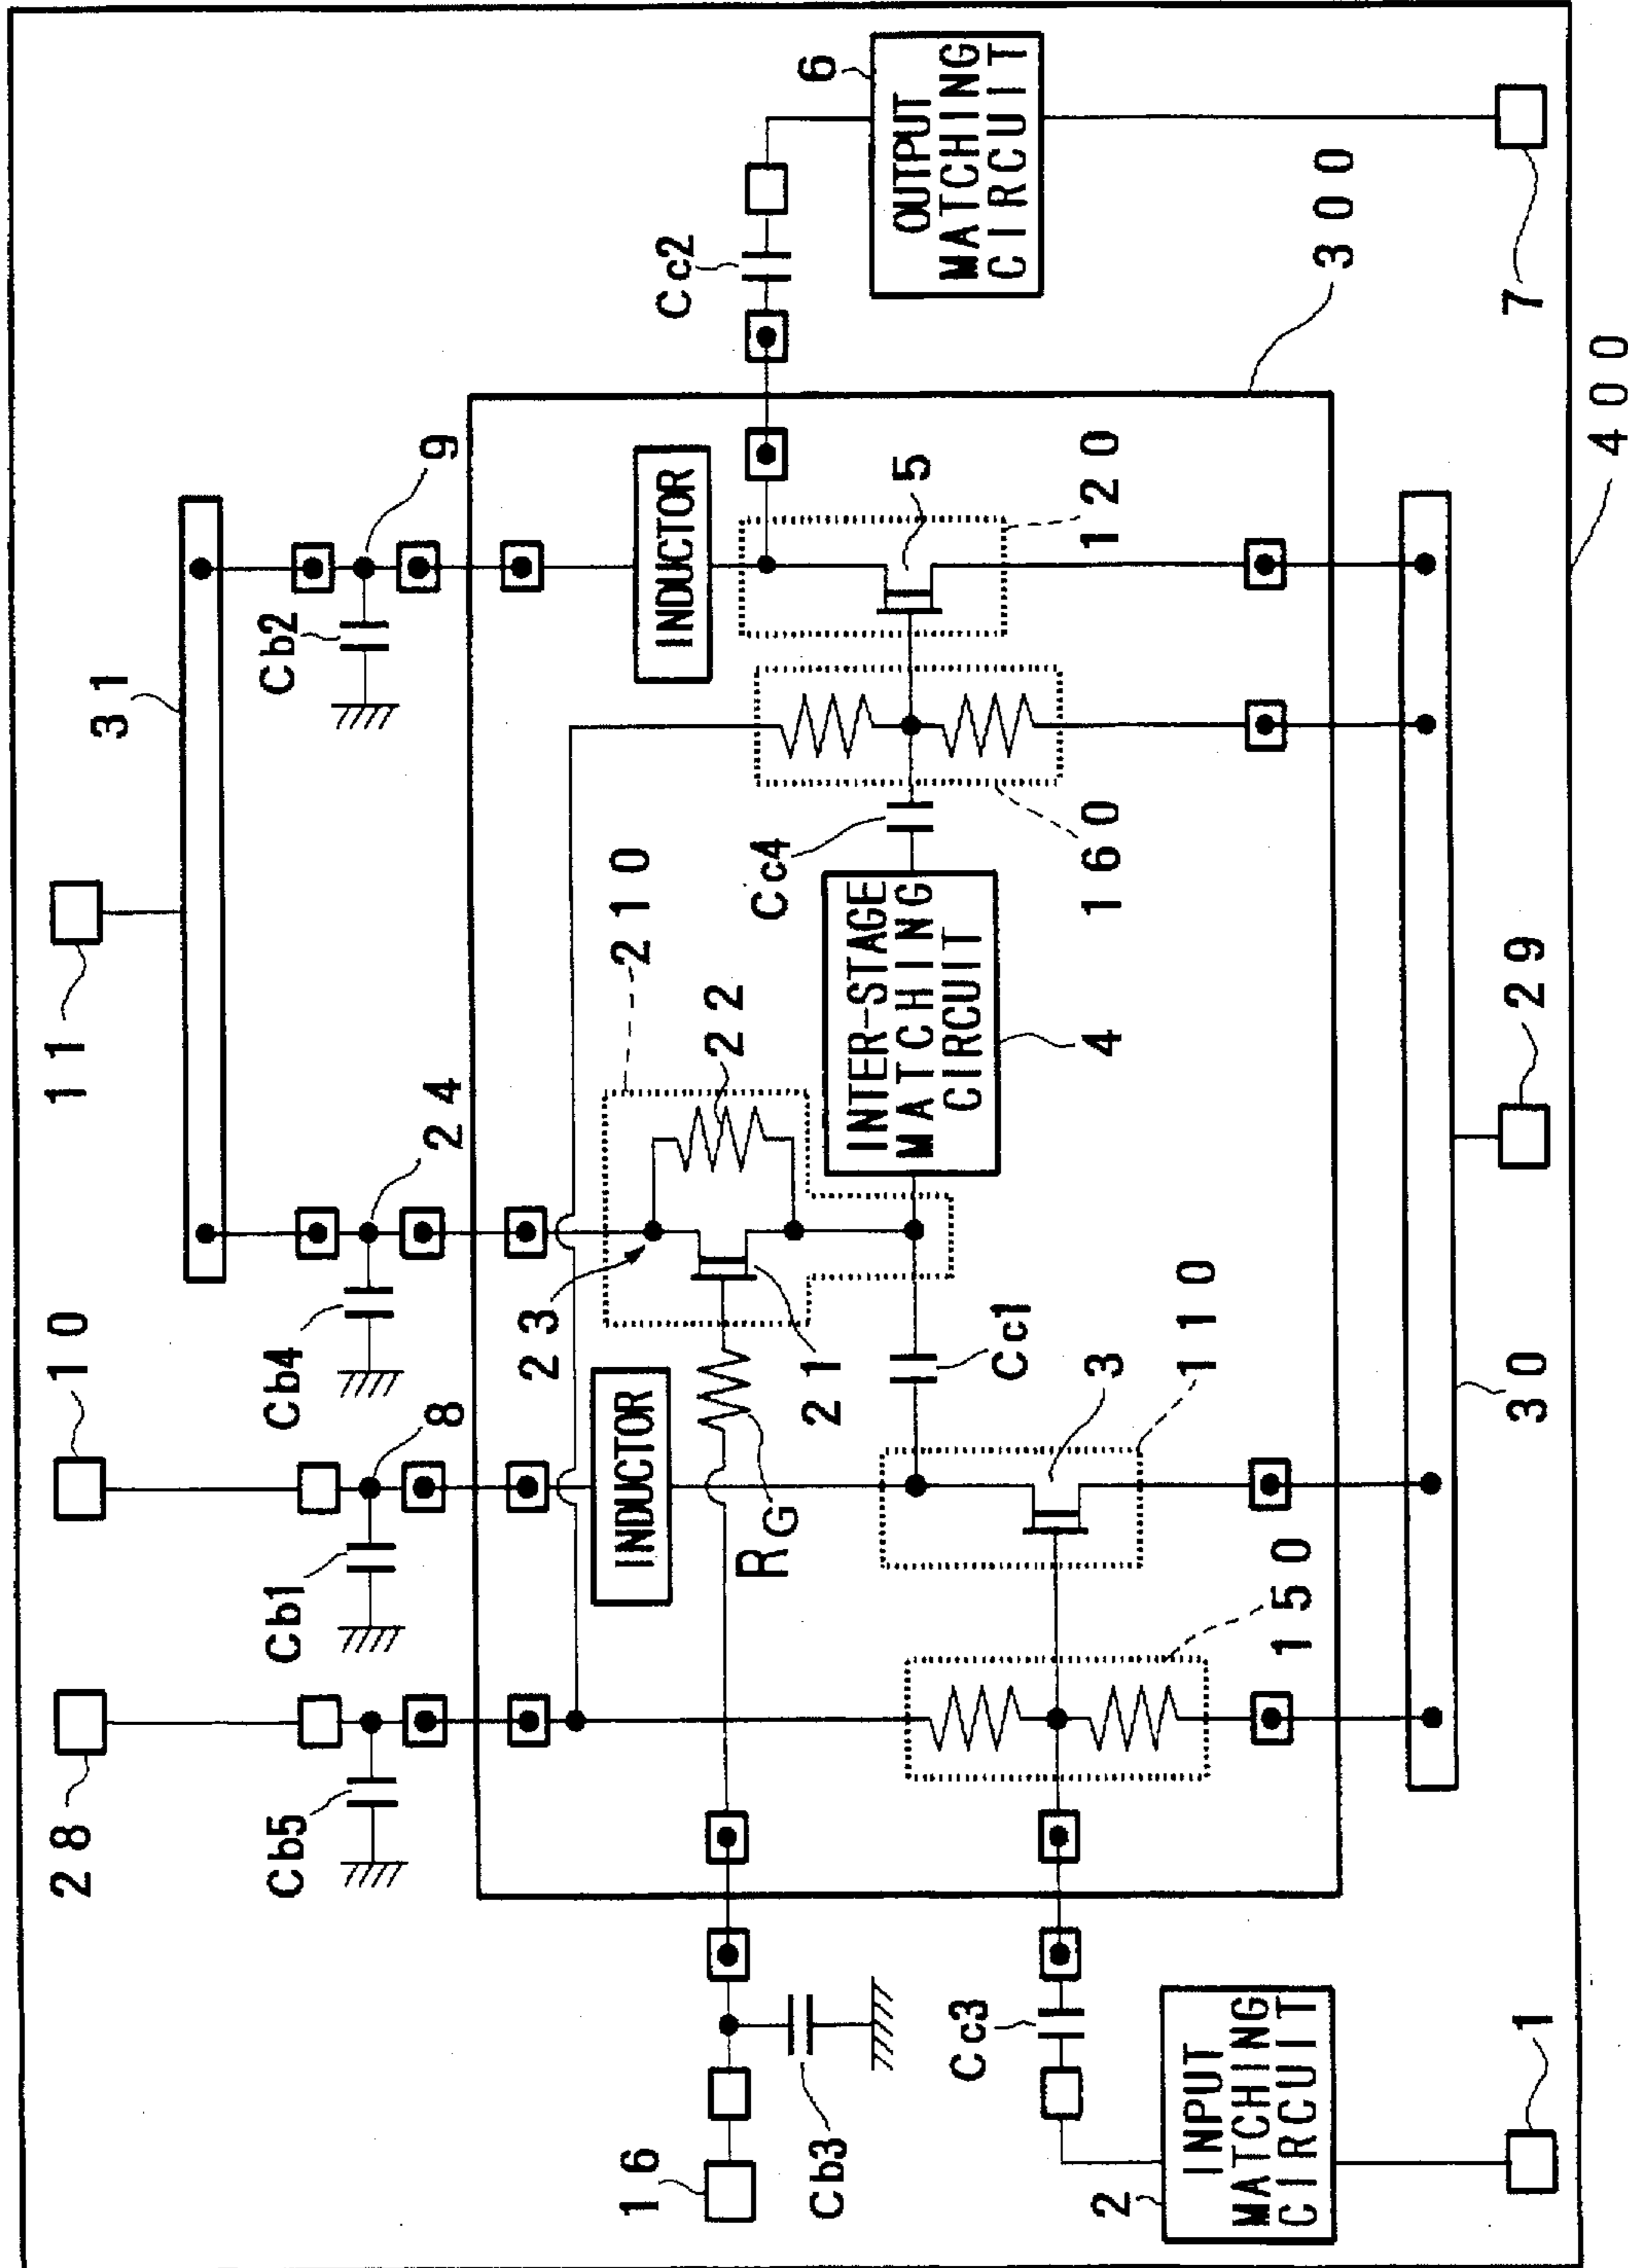 28
10
11
31
Cb5
Cb1
Cb4
Cb2
8
24
9
23
16
INDUCTOR
210
INDUCTOR
Cc2
22
RG
Cc4
Cb3
21
6
INTER-STAGE
MATCHING
CIRCUIT
5
OUTPUT
MATCHING
CIRCUIT
Cc3
Cc1
2
3
4
160
120
110
INPUT
MATCHING
CIRCUIT
150
300
1
30
29
7
400